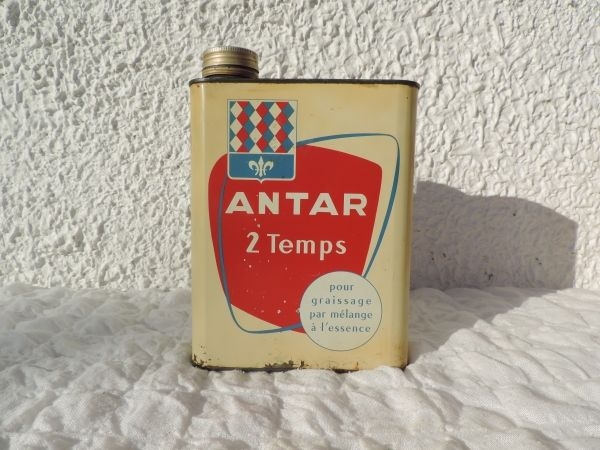 ANTAR
2 Temps
pour
graissage
par mélange
à l'essence